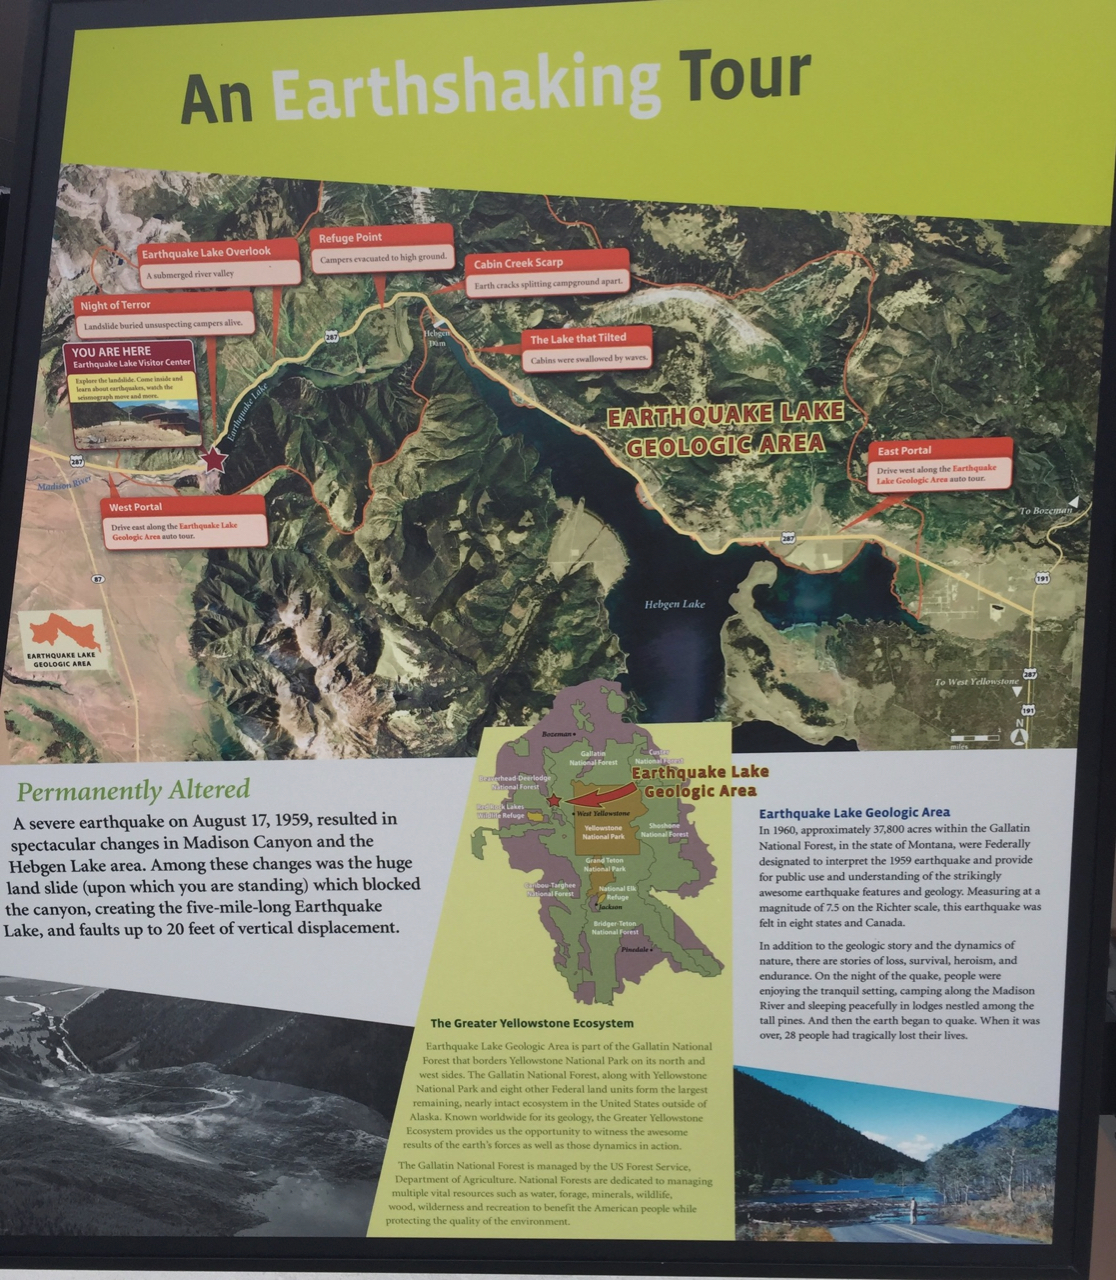 An Earthshaking Tour
Earthquake Lake Overlook
A submerged river valley
Refuge Point
Campers evacuated to high ground.
Cabin Creek Scarp
Earth cracks splitting campground apart.
Night of Terror
Landslide buried unsuspecting campers alive.
The Lake that Tilted
Cabins were swallowed by waves.
YOU ARE HERE
Earthquake Lake Visitor Center
Explore the landslide. Come inside and
learn about earthquakes, watch the
seismograph move and more.
287
Hebgen
Dam
Earthquake Lake
EARTHQUAKE LAKE
GEOLOGIC AREA
East Portal
Drive west along the Earthquake
Lake Geologic Area auto tour.
287
Madison River
West Portal
Drive east along the Earthquake Lake
Geologic Area auto tour.
To Bozeman
287
191
87
Hebgen Lake
EARTHQUAKE LAKE
GEOLOGIC AREA
To West Yellowstone
287
191
N
miles
Permanently Altered
A severe earthquake on August 17, 1959, resulted in
spectacular changes in Madison Canyon and the
Hebgen Lake area. Among these changes was the huge
land slide (upon which you are standing) which blocked
the canyon, creating the five-mile-long Earthquake
Lake, and faults up to 20 feet of vertical displacement.
Bozeman
Gallatin
National Forest
Custer
National Forest
Beaverhead-Deerlodge
National Forest
Earthquake Lake
Geologic Area
Red Rock Lakes
Wildlife Refuge
West Yellowstone
Yellowstone
National Park
Shoshone
National Forest
Grand Teton
National Park
Caribou-Targhee
National Forest
National Elk
Refuge
Jackson
Bridger-Teton
National Forest
Pinedale
The Greater Yellowstone Ecosystem
Earthquake Lake Geologic Area is part of the Gallatin National
Forest that borders Yellowstone National Park on its north and
west sides. The Gallatin National Forest, along with Yellowstone
National Park and eight other Federal land units form the largest
remaining, nearly intact ecosystem in the United States outside of
Alaska. Known worldwide for its geology, the Greater Yellowstone
Ecosystem provides us the opportunity to witness the awesome
results of the earth's forces as well as those dynamics in action.
The Gallatin National Forest is managed by the US Forest Service,
Department of Agriculture. National Forests are dedicated to managing
multiple vital resources such as water, forage, minerals, wildlife,
wood, wilderness and recreation to benefit the American people while
protecting the quality of the environment.
Earthquake Lake Geologic Area
In 1960, approximately 37,800 acres within the Gallatin
National Forest, in the state of Montana, were Federally
designated to interpret the 1959 earthquake and provide
for public use and understanding of the strikingly
awesome earthquake features and geology. Measuring at a
magnitude of 7.5 on the Richter scale, this earthquake was
felt in eight states and Canada.
In addition to the geologic story and the dynamics of
nature, there are stories of loss, survival, heroism, and
endurance. On the night of the quake, people were
enjoying the tranquil setting, camping along the Madison
River and sleeping peacefully in lodges nestled among the
tall pines. And then the earth began to quake. When it was
over, 28 people had tragically lost their lives.